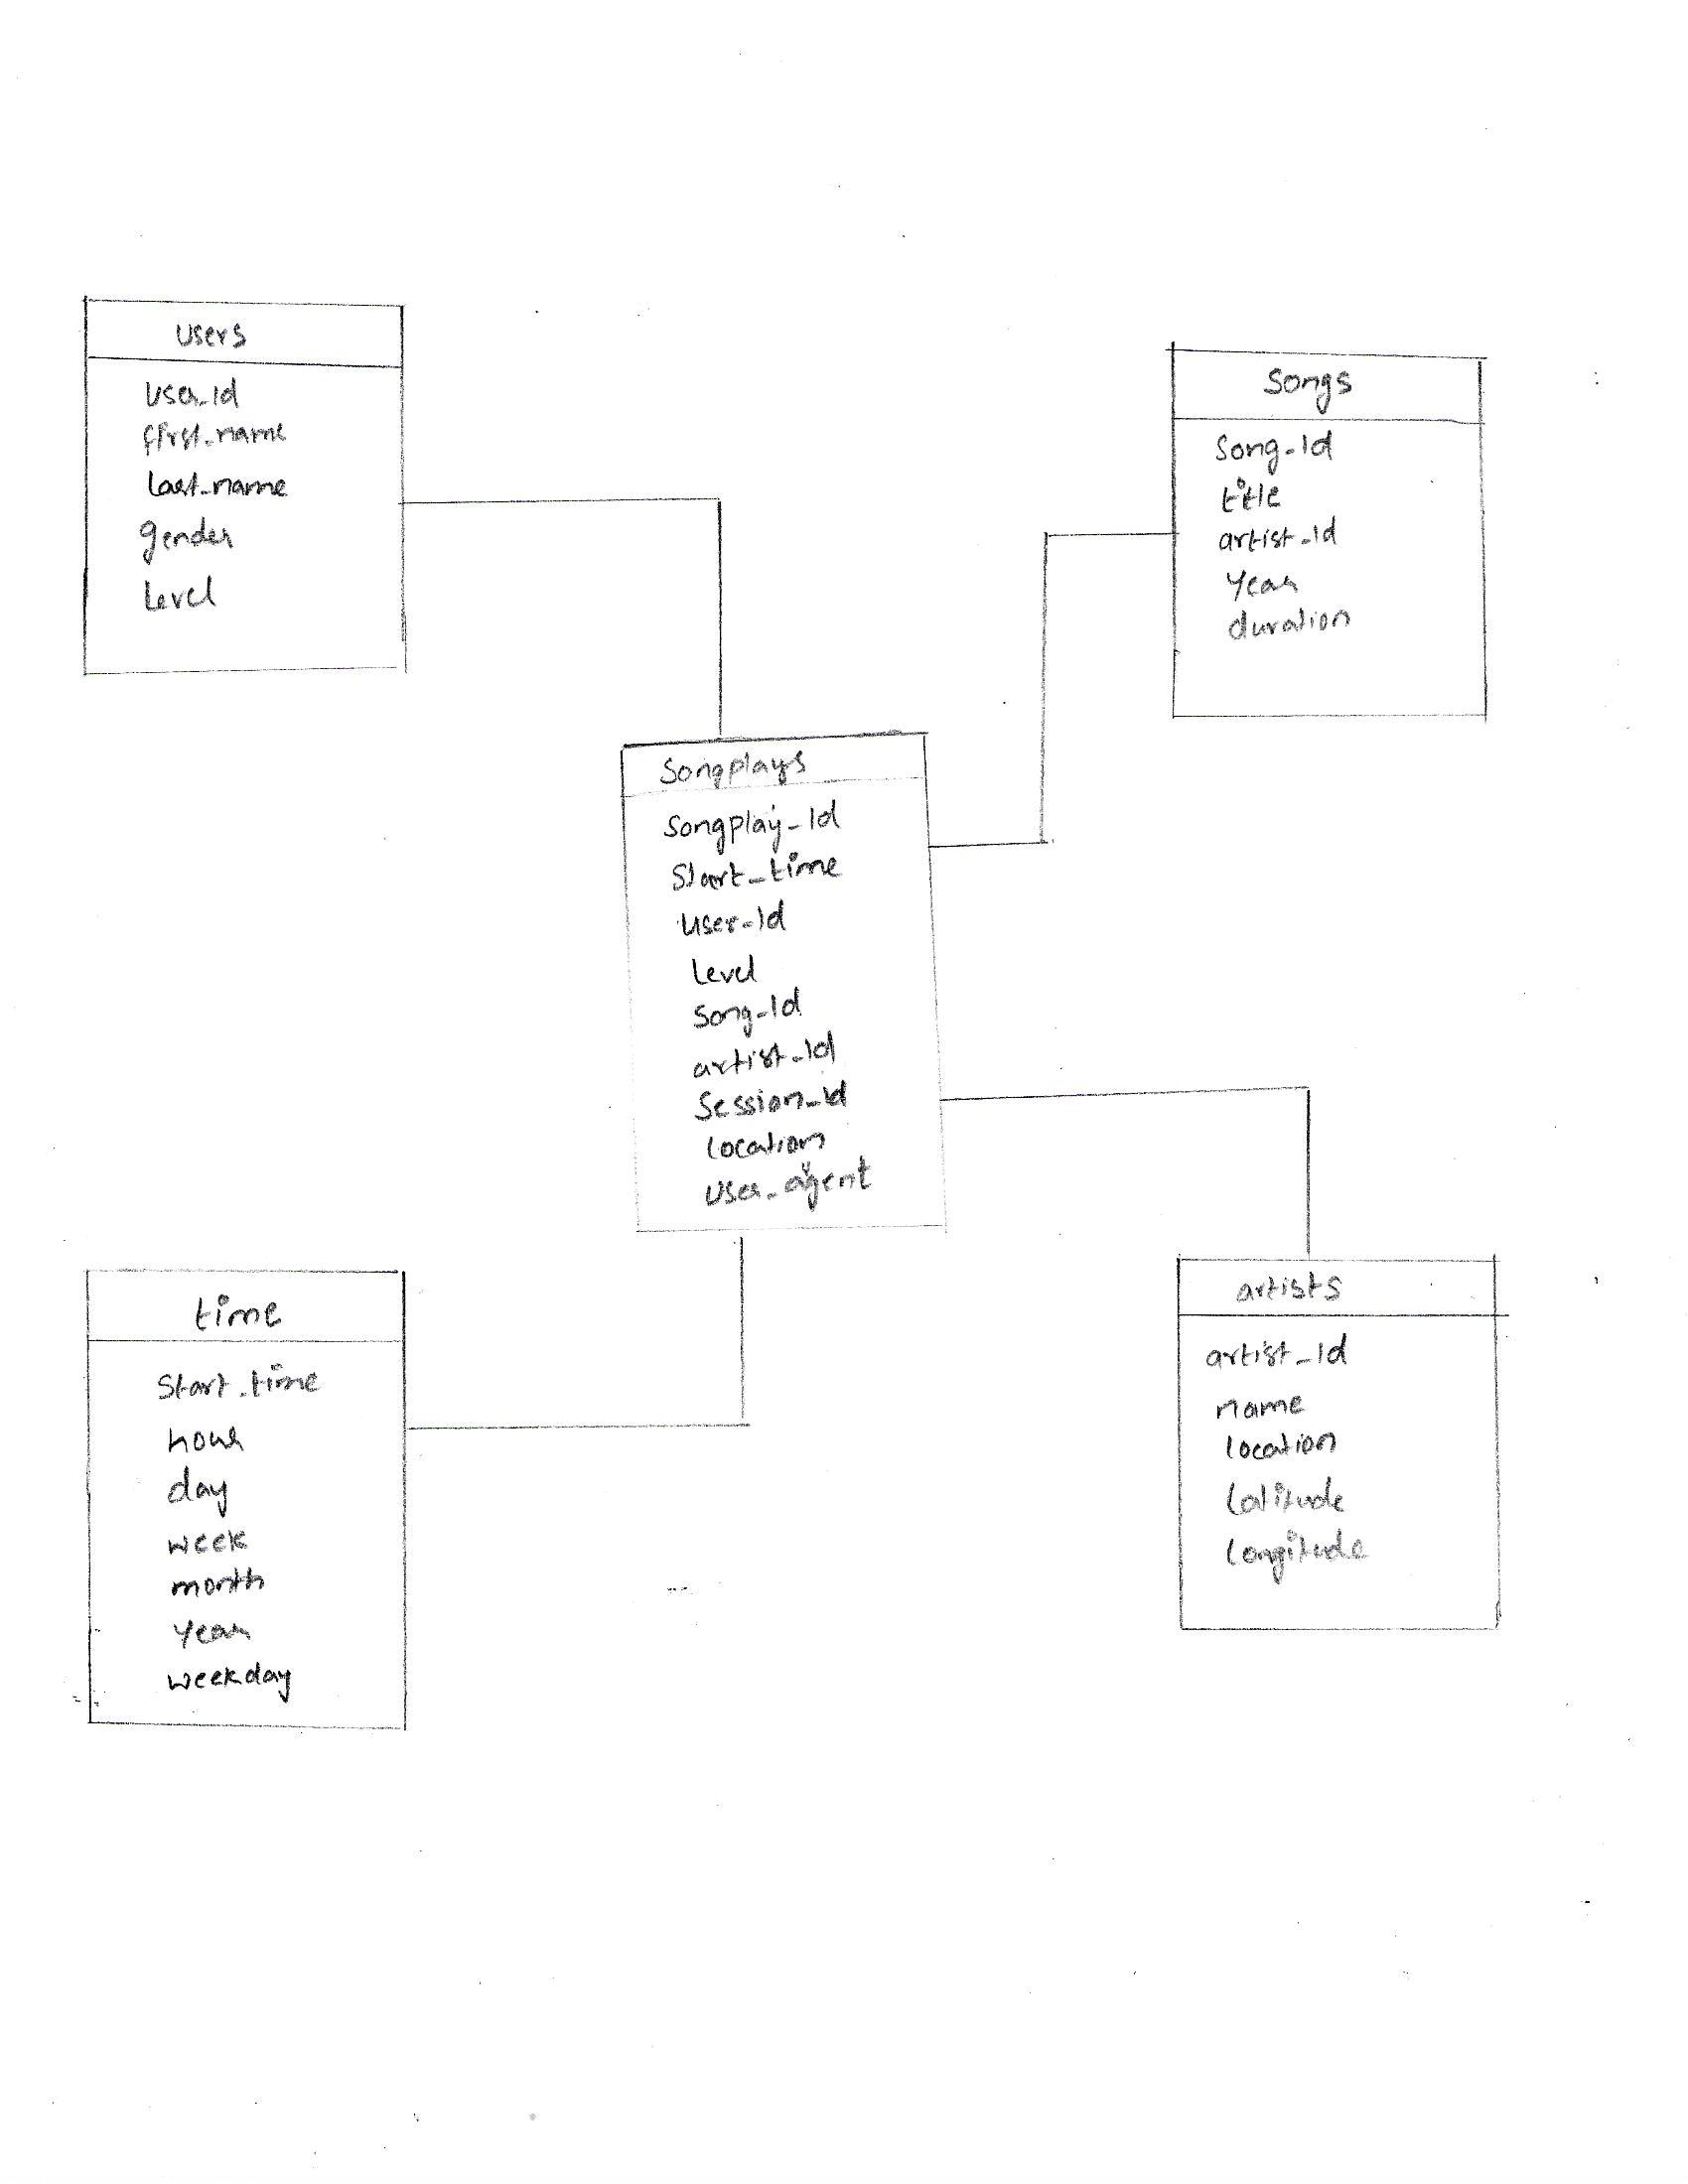 users
user_id
first_name
last_name
gender
level
songs
song_id
title
artist_id
year
duration
songplays
songplay_id
start_time
user_id
level
song_id
artist_id
session_id
location
user_agent
time
start_time
hour
day
week
month
year
weekday
artists
artist_id
name
location
latitude
longitude